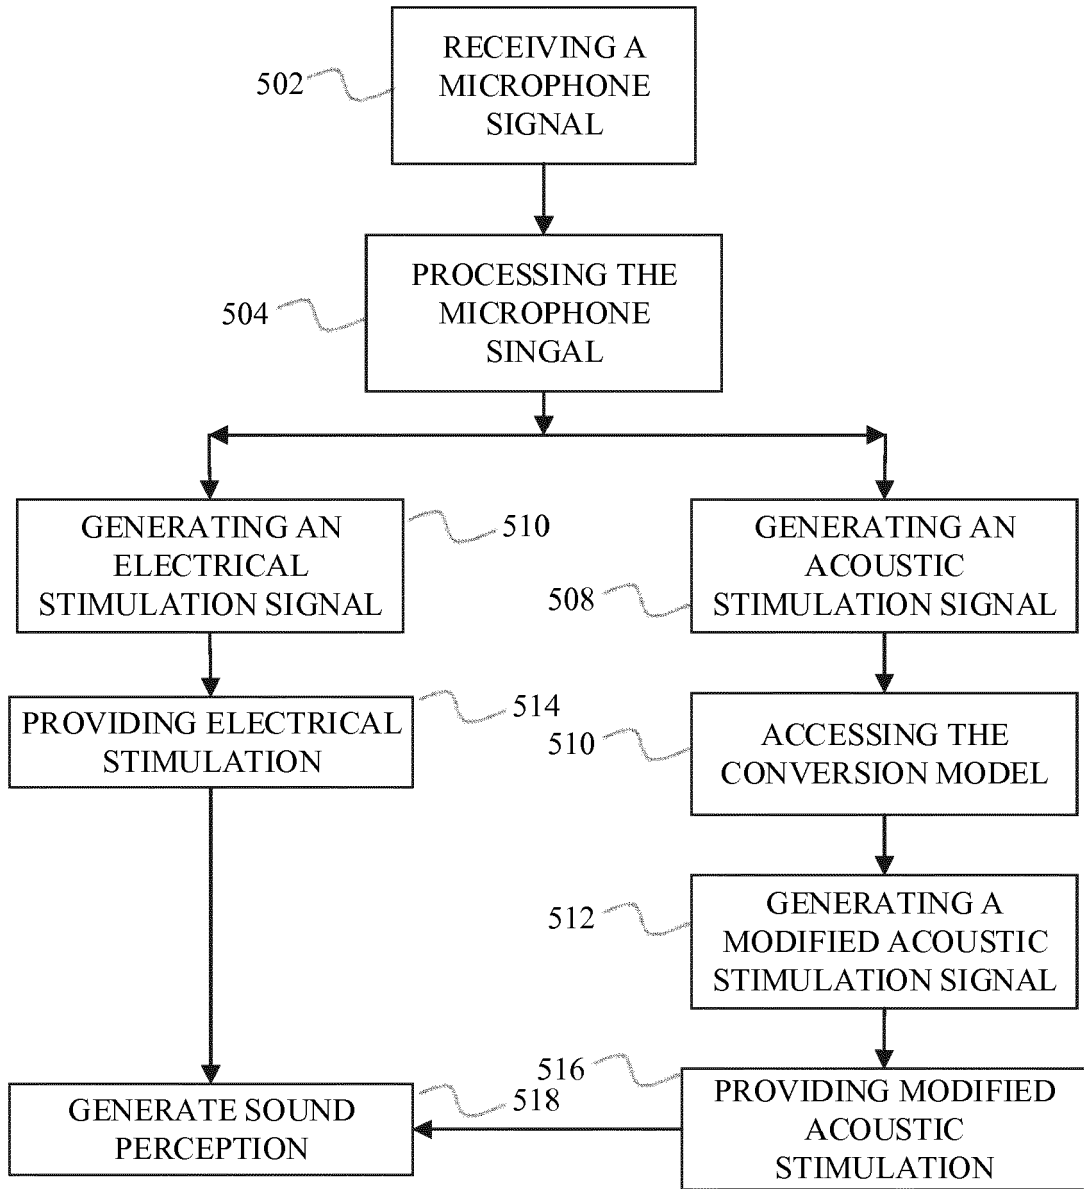 RECEIVING A
MICROPHONE
SIGNAL
502
PROCESSING THE
MICROPHONE
SINGAL
504
GENERATING AN
ELECTRICAL
STIMULATION SIGNAL
510
GENERATING AN
ACOUSTIC
STIMULATION SIGNAL
508
PROVIDING ELECTRICAL
STIMULATION
514
ACCESSING THE
CONVERSION MODEL
510
GENERATING A
MODIFIED ACOUSTIC
STIMULATION SIGNAL
512
PROVIDING MODIFIED
ACOUSTIC
STIMULATION
516
GENERATE SOUND
PERCEPTION
518